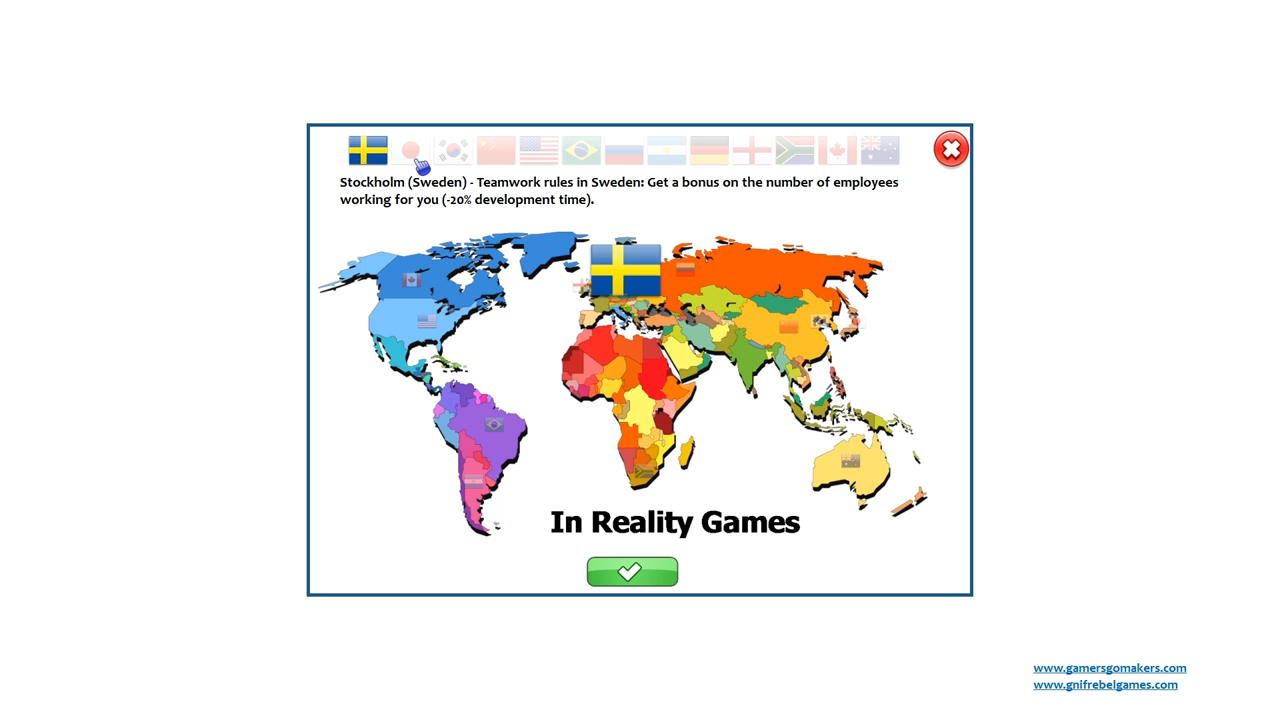 Stockholm (Sweden) - Teamwork rules in Sweden: Get a bonus on the number of employees
working for you (-20% development time).
In Reality Games
www.gamersgomakers.com
www.gnifrebelgames.com